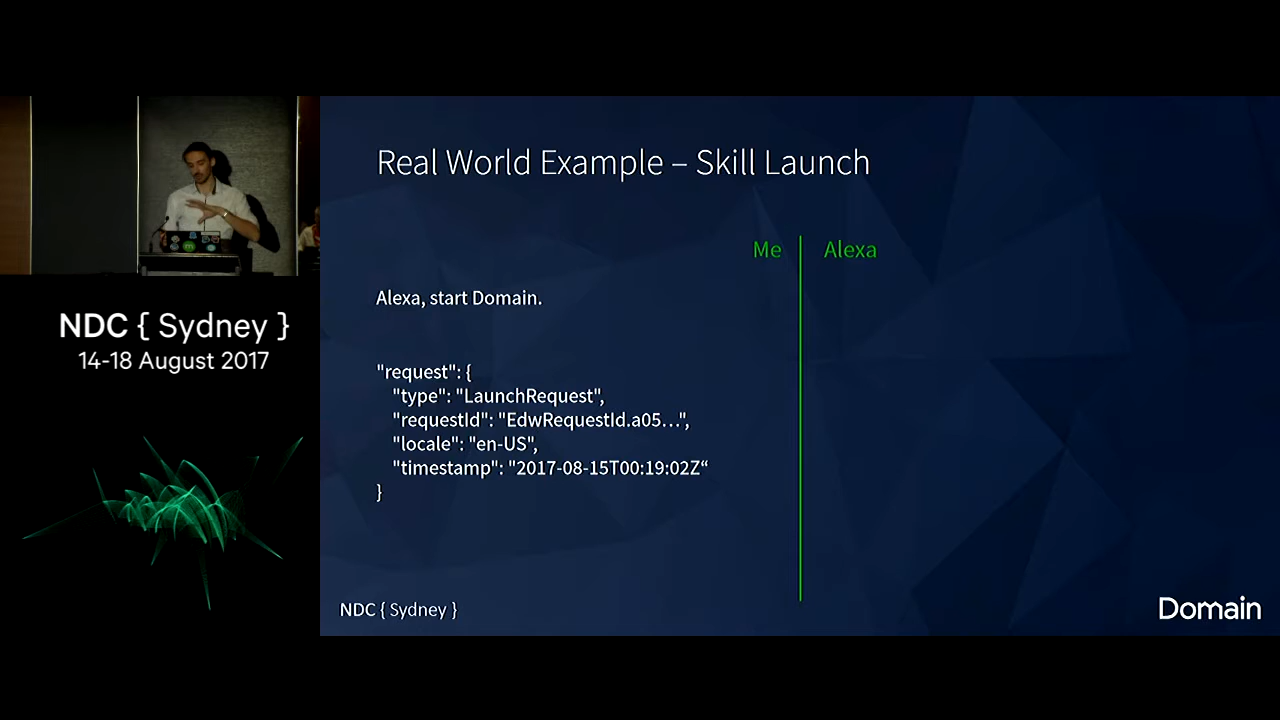 Real World Example – Skill Launch
Me
Alexa
Alexa, start Domain.
"request": {
"type": "LaunchRequest",
"requestId": "EdwRequestId.a05…",
"locale": "en-US",
"timestamp": "2017-08-15T00:19:02Z“
}
NDC { Sydney }
14-18 August 2017
NDC { Sydney }
Domain